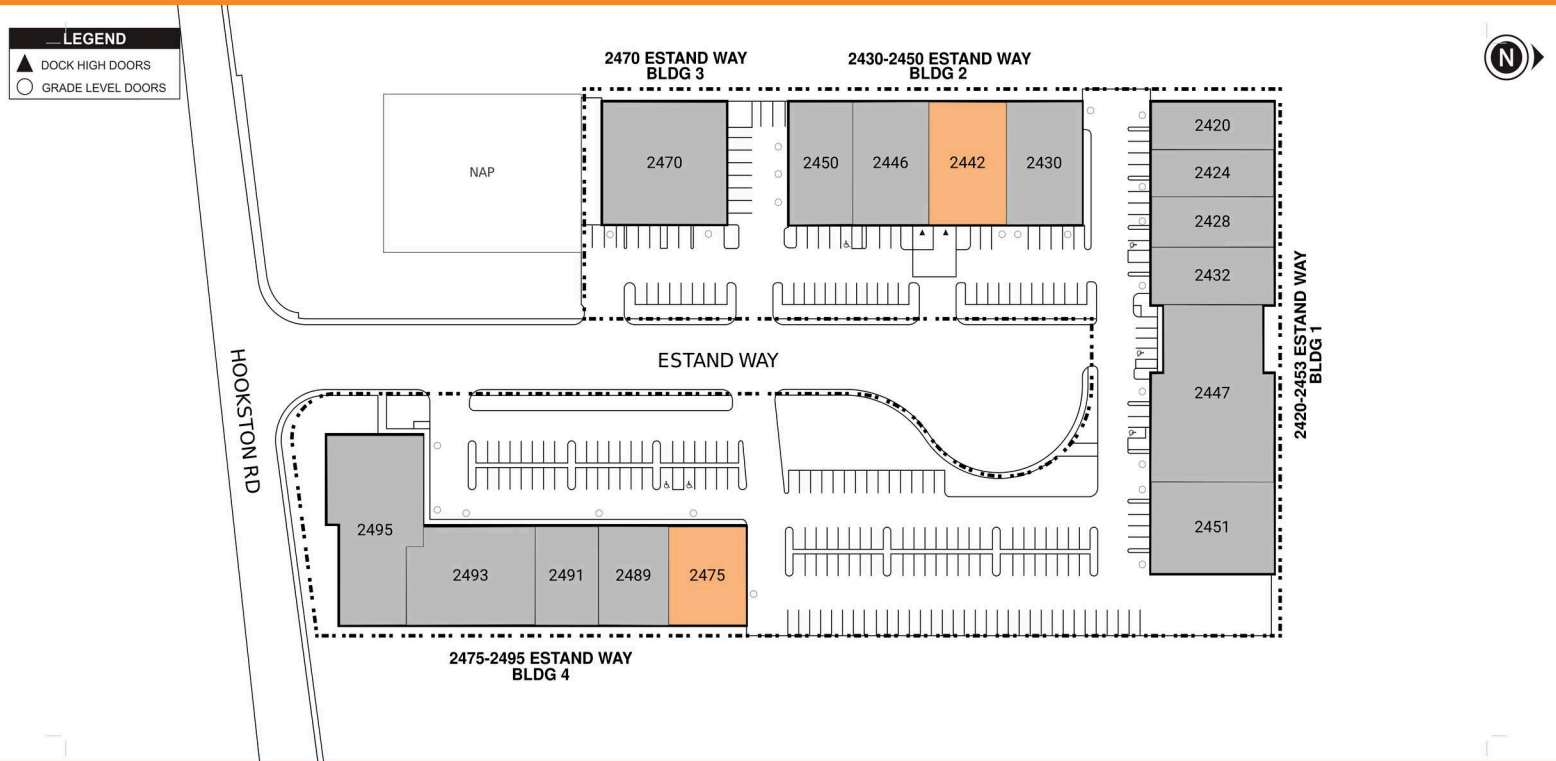 LEGEND
DOCK HIGH DOORS
GRADE LEVEL DOORS
2470 ESTAND WAY
BLDG 3
2430-2450 ESTAND WAY
BLDG 2
N
NAP
2470
2450
2446
2442
2430
2420
2424
2428
2432
2447
2451
2420-2453 ESTAND WAY
BLDG 1
ESTAND WAY
HOOKSTON RD
2495
2493
2491
2489
2475
2475-2495 ESTAND WAY
BLDG 4